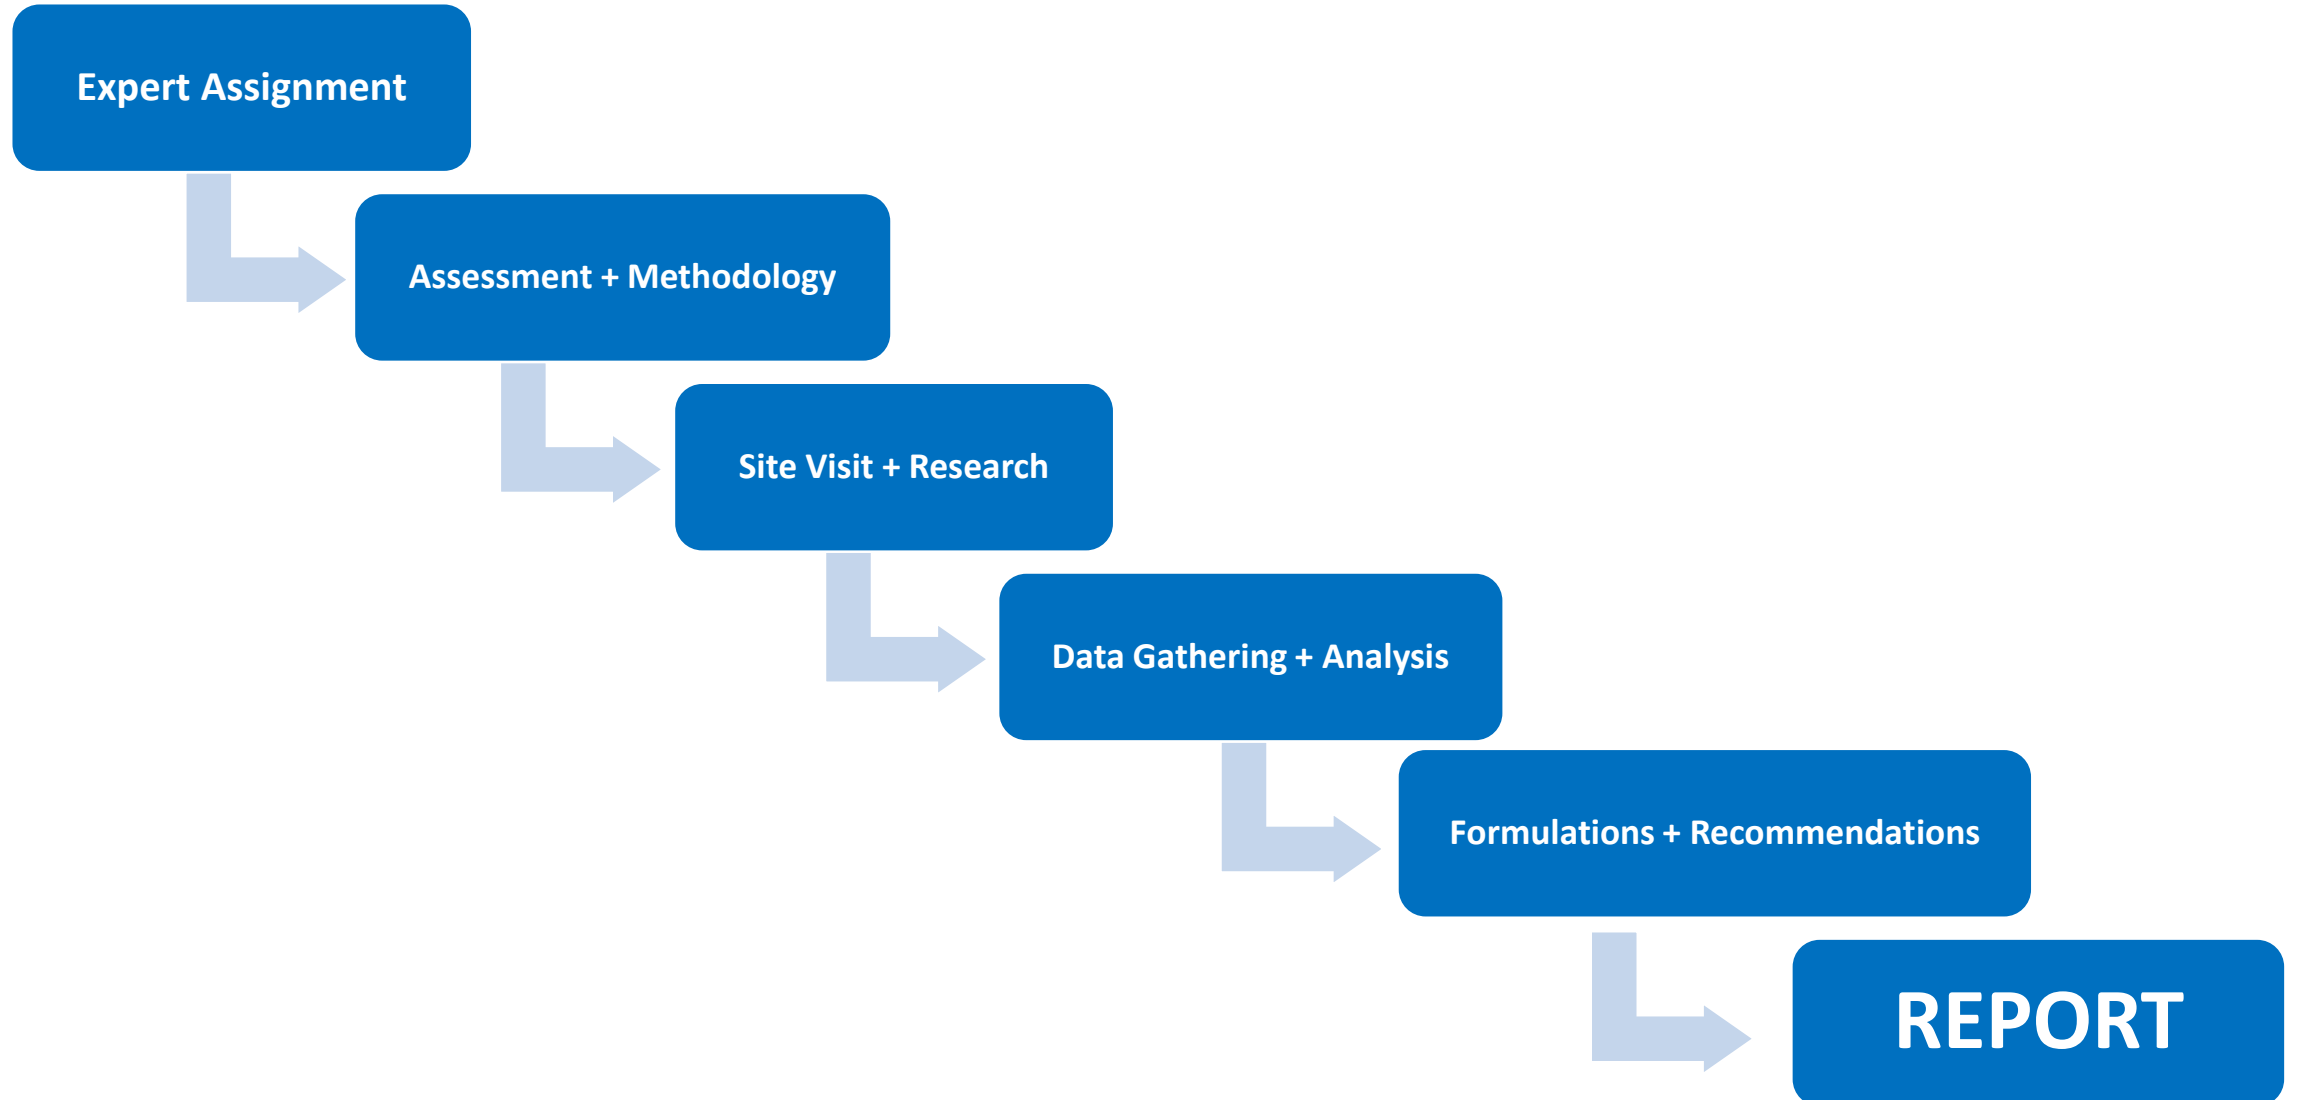 Expert Assignment
Assessment + Methodology
Site Visit + Research
Data Gathering + Analysis
Formulations + Recommendations
REPORT